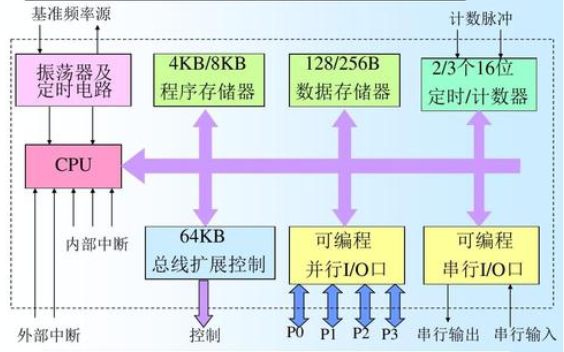 基准频率源
计数脉冲
振荡器及
定时电路
4KB/8KB
程序存储器
128/256B
数据存储器
2/3个16位
定时/计数器
CPU
内部中断
64KB
总线扩展控制
可编程
并行I/O口
可编程
串行I/O口
外部中断
控制
P0
P1
P2
P3
串行输出
串行输入